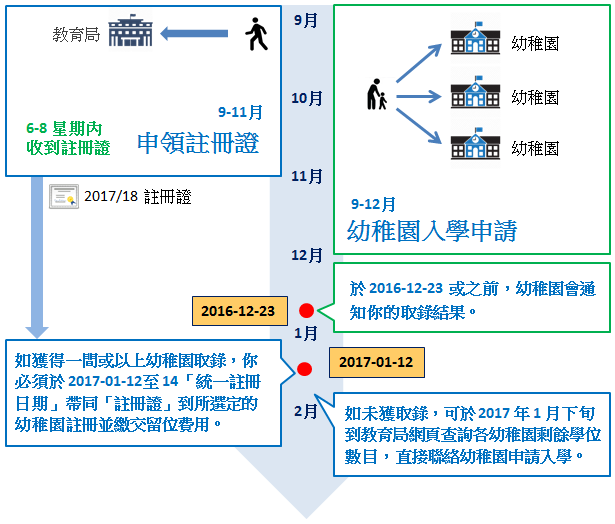 教育局
9-11月
6-8 星期內
收到註冊證
申領註冊證
2017/18 註冊證
9月
10月
11月
12月
1月
2月
幼稚園
幼稚園
幼稚園
9-12月
幼稚園入學申請
於 2016-12-23 或之前，幼稚園會通
知你的取錄結果。
2016-12-23
如獲得一間或以上幼稚園取錄，你
必須於 2017-01-12至 14「統一註冊
日期」帶同「註冊證」到所選定的
幼稚園註冊並繳交留位費用。
2017-01-12
如未獲取錄，可於 2017 年 1 月下旬
到教育局網頁查詢各幼稚園剩餘學位
數目，直接聯絡幼稚園申請入學。